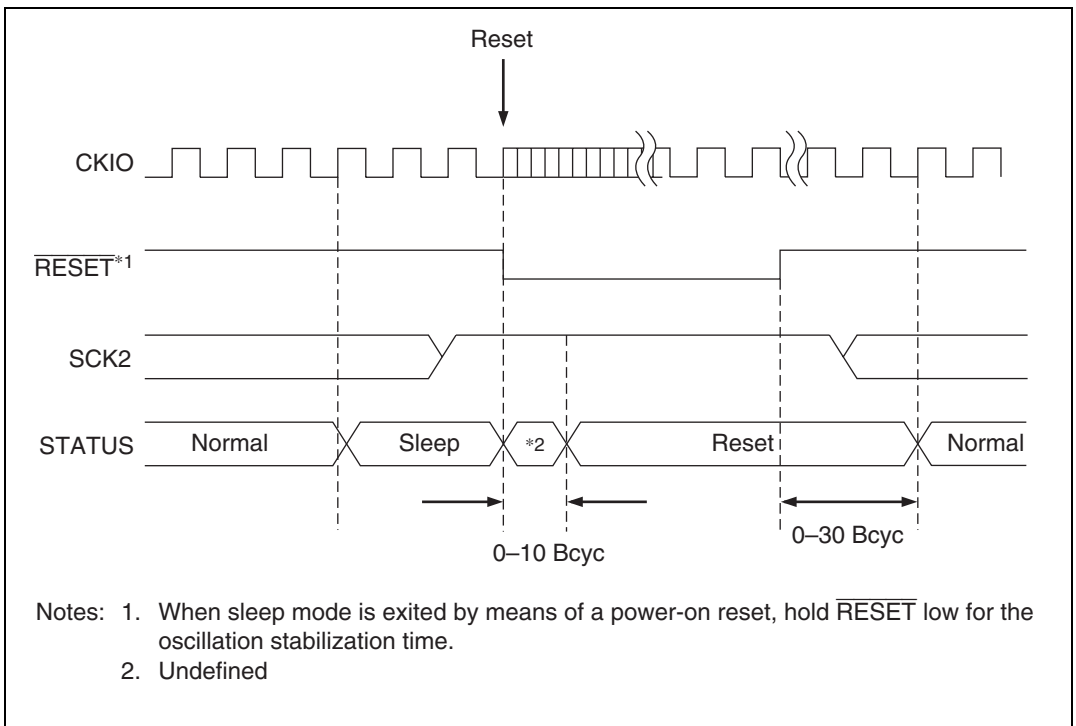 Reset
CKIO
RESET*1
SCK2
STATUS Normal Sleep *2 Reset Normal
0–10 Bcyc
0–30 Bcyc
Notes: 1. When sleep mode is exited by means of a power-on reset, hold RESET low for the
oscillation stabilization time.
2. Undefined